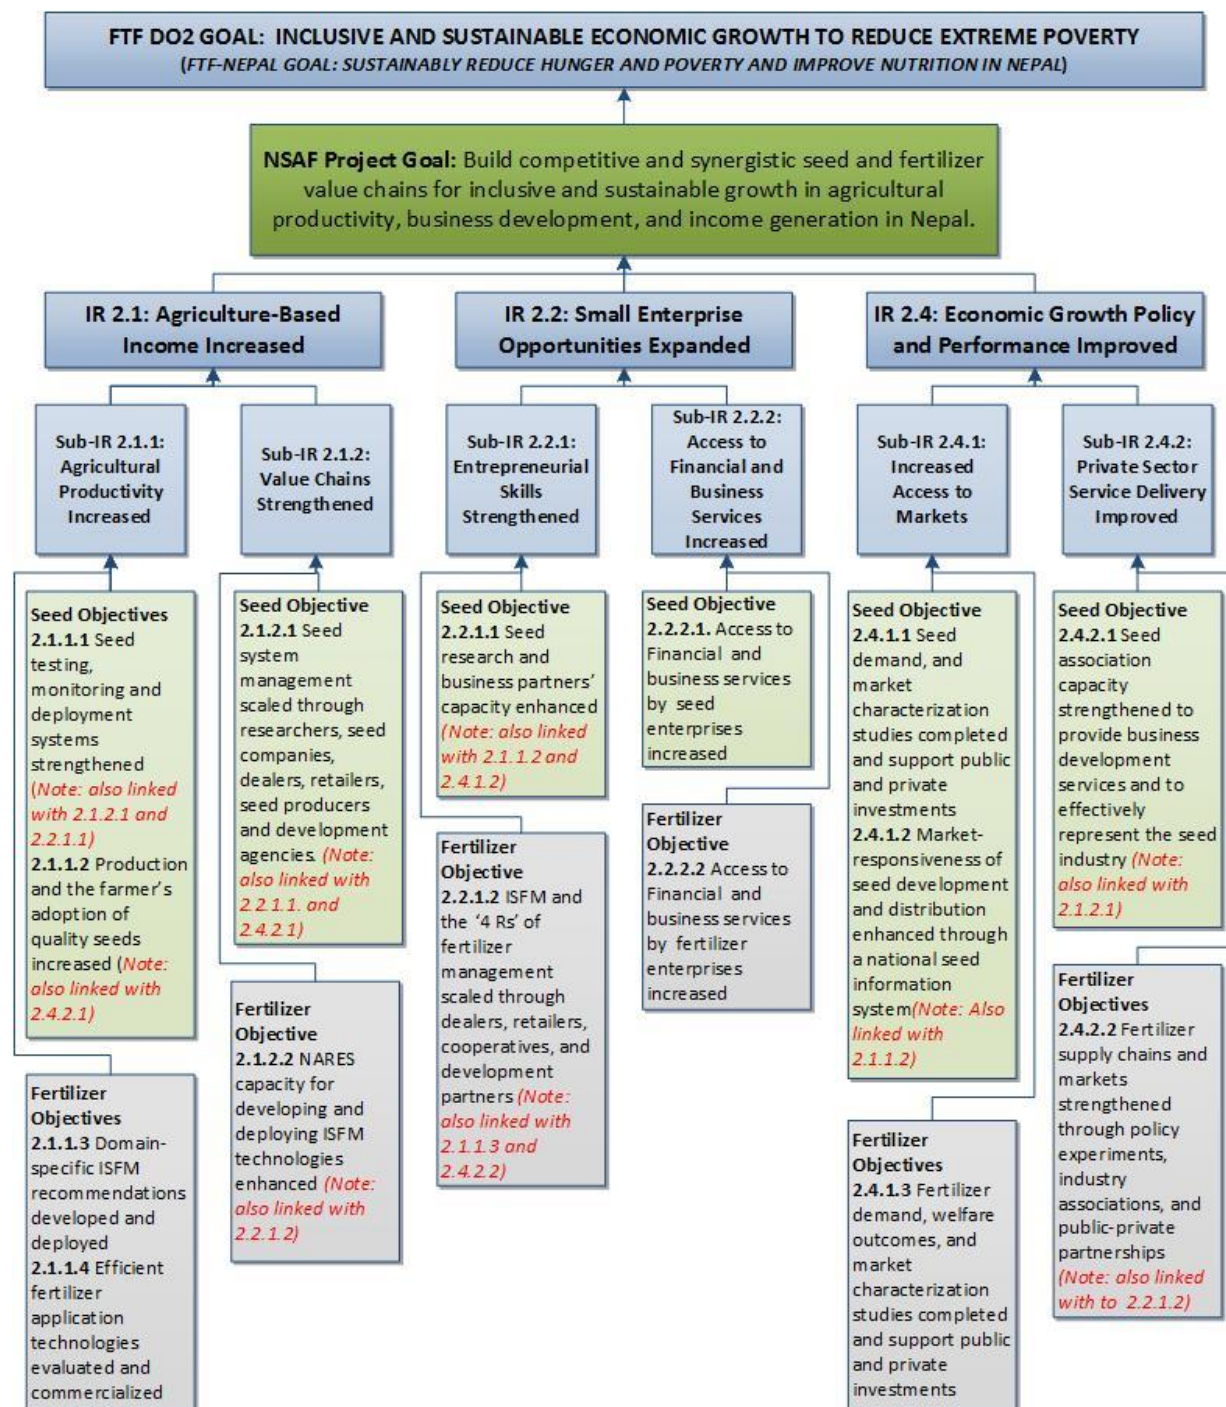 FTF DO2 GOAL: INCLUSIVE AND SUSTAINABLE ECONOMIC GROWTH TO REDUCE EXTREME POVERTY
(FTF-NEPAL GOAL: SUSTAINABLY REDUCE HUNGER AND POVERTY AND IMPROVE NUTRITION IN NEPAL)
NSAF Project Goal: Build competitive and synergistic seed and fertilizer
value chains for inclusive and sustainable growth in agricultural
productivity, business development, and income generation in Nepal.
IR 2.1: Agriculture-Based
Income Increased
IR 2.2: Small Enterprise
Opportunities Expanded
IR 2.4: Economic Growth Policy
and Performance Improved
Sub-IR 2.1.1:
Agricultural
Productivity
Increased
Sub-IR 2.1.2:
Value Chains
Strengthened
Sub-IR 2.2.1:
Entrepreneurial
Skills
Strengthened
Sub-IR 2.2.2:
Access to
Financial and
Business
Services
Increased
Sub-IR 2.4.1:
Increased
Access to
Markets
Sub-IR 2.4.2:
Private Sector
Service Delivery
Improved
Seed Objectives
2.1.1.1 Seed
testing,
monitoring and
deployment
systems
strengthened
(Note: also linked
with 2.1.2.1 and
2.2.1.1)
2.1.1.2 Production
and the farmer's
adoption of
quality seeds
increased (Note:
also linked with
2.4.2.1)
Seed Objective
2.1.2.1 Seed
system
management
scaled through
researchers, seed
companies,
dealers, retailers,
seed producers
and development
agencies. (Note:
also linked with
2.2.1.1. and
2.4.2.1)
Seed Objective
2.2.1.1 Seed
research and
business partners'
capacity enhanced
(Note: also linked
with 2.1.1.2 and
2.4.1.2)
Seed Objective
2.2.2.1. Access to
Financial and
business services
by seed
enterprises
increased
Seed Objective
2.4.1.1 Seed
demand, and
market
characterization
studies completed
and support public
and private
investments
2.4.1.2 Market-
responsiveness of
seed development
and distribution
enhanced through
a national seed
information
system(Note: Also
linked with
2.1.1.2)
Seed Objective
2.4.2.1 Seed
association
capacity
strengthened to
provide business
development
services and to
effectively
represent the seed
industry (Note:
also linked with
2.1.2.1)
Fertilizer
Objectives
2.1.1.3 Domain-
specific ISFM
recommendations
developed and
deployed
2.1.1.4 Efficient
fertilizer
application
technologies
evaluated and
commercialized
Fertilizer
Objective
2.1.2.2 NARES
capacity for
developing and
deploying ISFM
technologies
enhanced (Note:
also linked with
2.2.1.2)
Fertilizer
Objective
2.2.1.2 ISFM and
the '4 Rs' of
fertilizer
management
scaled through
dealers, retailers,
cooperatives, and
development
partners (Note:
also linked with
2.1.1.3 and
2.4.2.2)
Fertilizer
Objective
2.2.2.2 Access to
Financial and
business services
by fertilizer
enterprises
increased
Fertilizer
Objectives
2.4.1.3 Fertilizer
demand, welfare
outcomes, and
market
characterization
studies completed
and support public
and private
investments
Fertilizer
Objectives
2.4.2.2 Fertilizer
supply chains and
markets
strengthened
through policy
experiments,
industry
associations, and
public-private
partnerships
(Note: also linked
with to 2.2.1.2)